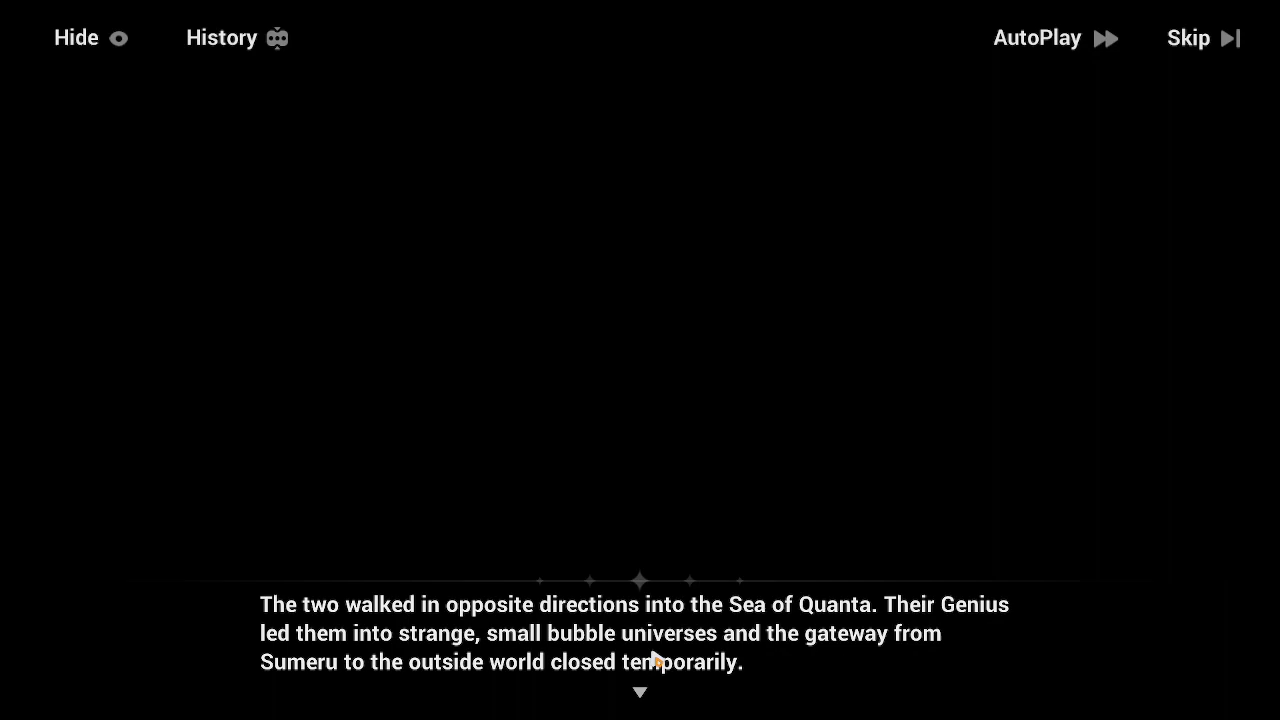 Hide
History
AutoPlay
Skip
The two walked in opposite directions into the Sea of Quanta. Their Genius
led them into strange, small bubble universes and the gateway from
Sumeru to the outside world closed temporarily.